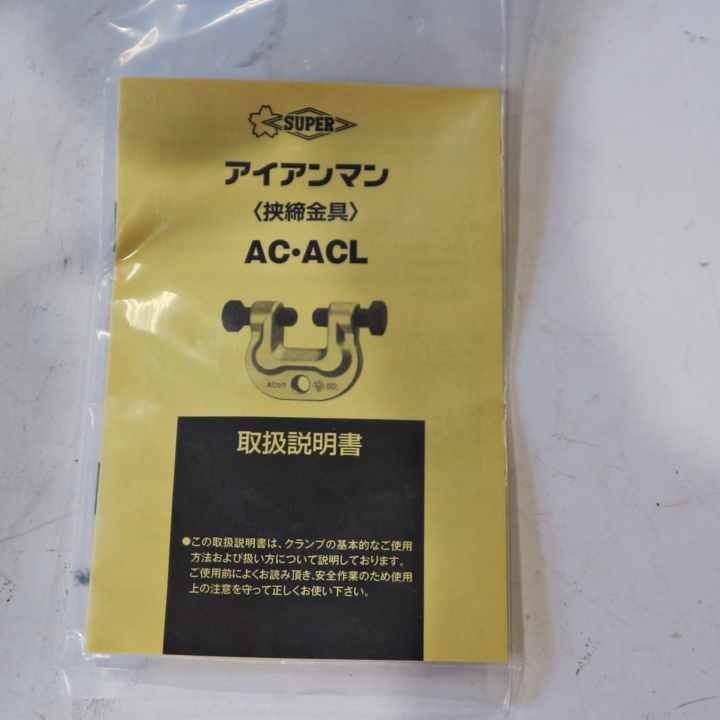 SUPER
アイアンマン
〈挟締金具〉
AC・ACL
取扱説明書
●この取扱説明書は、クランプの基本的なご使用
方法および扱い方について説明しております。
ご使用前によくお読み頂き、安全作業のため使用
上の注意を守って正しくお使い下さい。